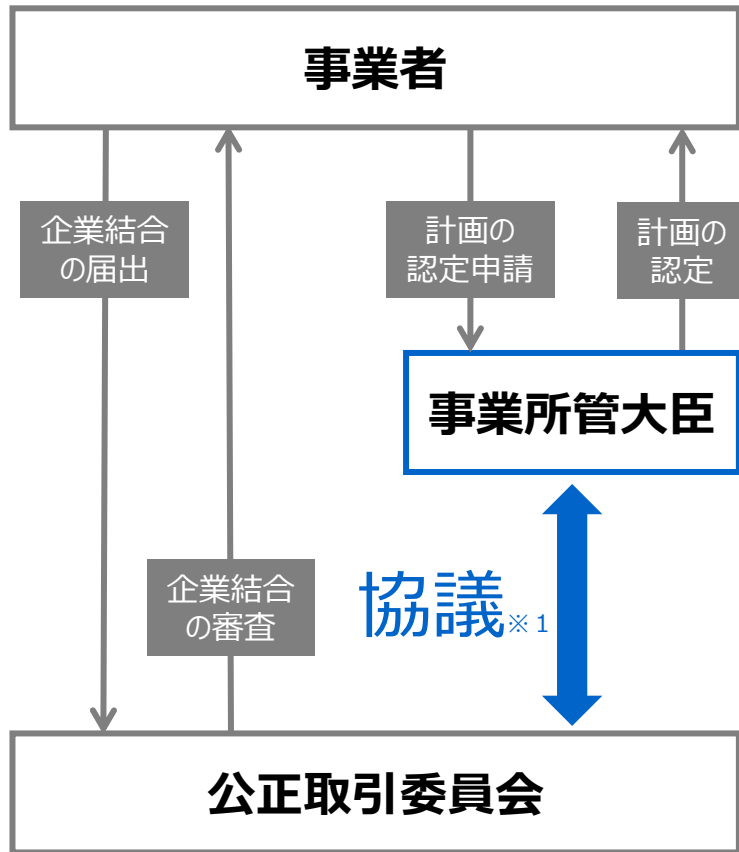 事業者
企業結合
の届出
計画の
認定申請
計画の
認定
事業所管大臣
企業結合
の審査
協議※1
公正取引委員会